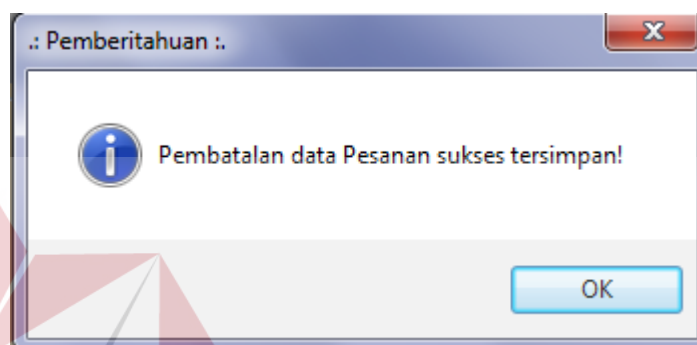 .: Pemberitahuan :.
Pembatalan data Pesanan sukses tersimpan!
OK